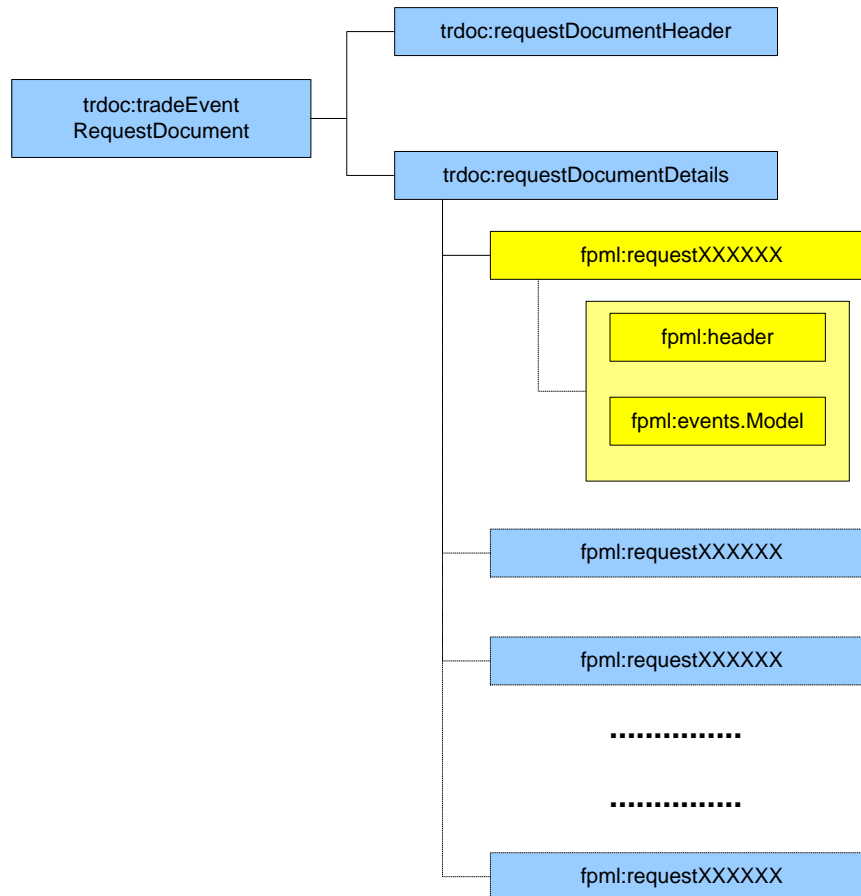 trdoc:requestDocumentHeader
trdoc:tradeEvent
RequestDocument
trdoc:requestDocumentDetails
fpml:requestXXXXXX
fpml:header
fpml:events.Model
fpml:requestXXXXXX
fpml:requestXXXXXX
...............
...............
fpml:requestXXXXXX